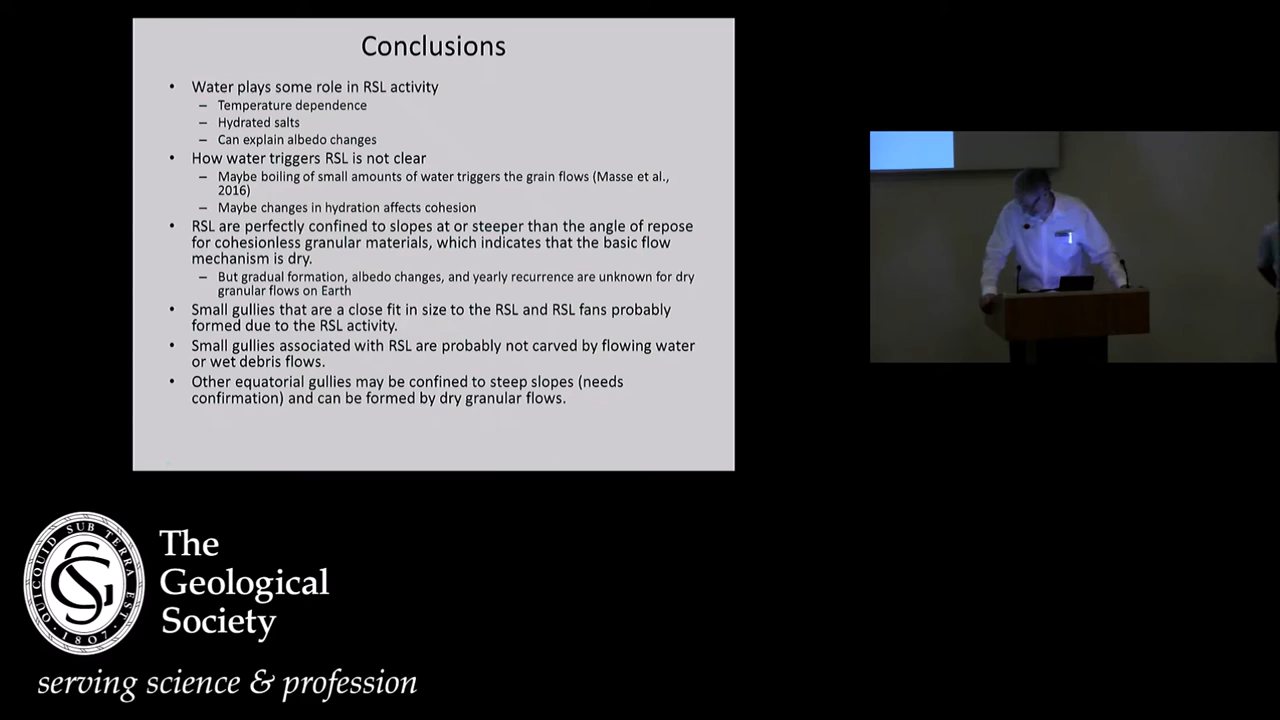 Conclusions
• Water plays some role in RSL activity
– Temperature dependence
– Hydrated salts
– Can explain albedo changes
• How water triggers RSL is not clear
– Maybe boiling of small amounts of water triggers the grain flows (Masse et al.,
2016)
– Maybe changes in hydration affects cohesion
• RSL are perfectly confined to slopes at or steeper than the angle of repose
for cohesionless granular materials, which indicates that the basic flow
mechanism is dry.
– But gradual formation, albedo changes, and yearly recurrence are unknown for dry
granular flows on Earth
• Small gullies that are a close fit in size to the RSL and RSL fans probably
formed due to the RSL activity.
• Small gullies associated with RSL are probably not carved by flowing water
or wet debris flows.
• Other equatorial gullies may be confined to steep slopes (needs
confirmation) and can be formed by dry granular flows.
QUICQUID SUB TERRA EST
· 1807 ·
The
Geological
Society
serving science & profession